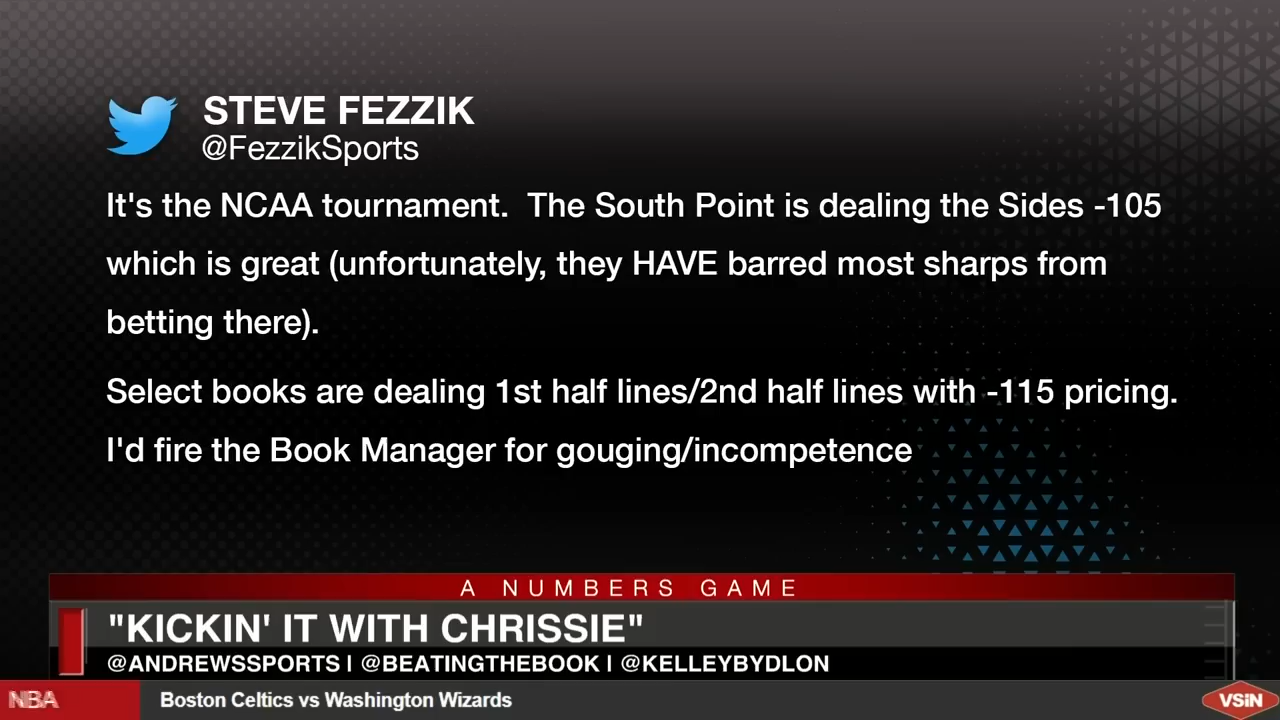 STEVE FEZZIK
@FezzikSports
It's the NCAA tournament.  The South Point is dealing the Sides -105
which is great (unfortunately, they HAVE barred most sharps from
betting there).
Select books are dealing 1st half lines/2nd half lines with -115 pricing.
I'd fire the Book Manager for gouging/incompetence
A NUMBERS GAME
"KICKIN' IT WITH CHRISSIE"
@ANDREWSSPORTS I @BEATINGTHEBOOK I @KELLEYBYDLON
NBA Boston Celtics vs Washington Wizards VSiN